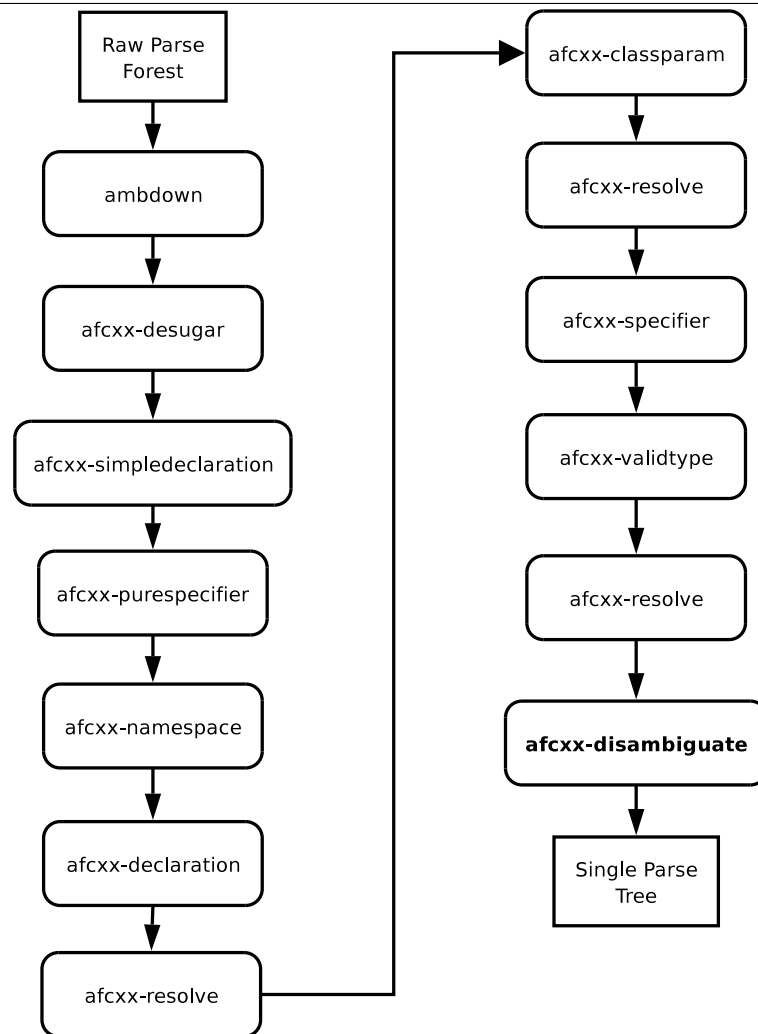 Raw Parse
Forest
ambdown
afcxx-desugar
afcxx-simpledeclaration
afcxx-purespecifier
afcxx-namespace
afcxx-declaration
afcxx-resolve
afcxx-classparam
afcxx-resolve
afcxx-specifier
afcxx-validtype
afcxx-resolve
afcxx-disambiguate
Single Parse
Tree